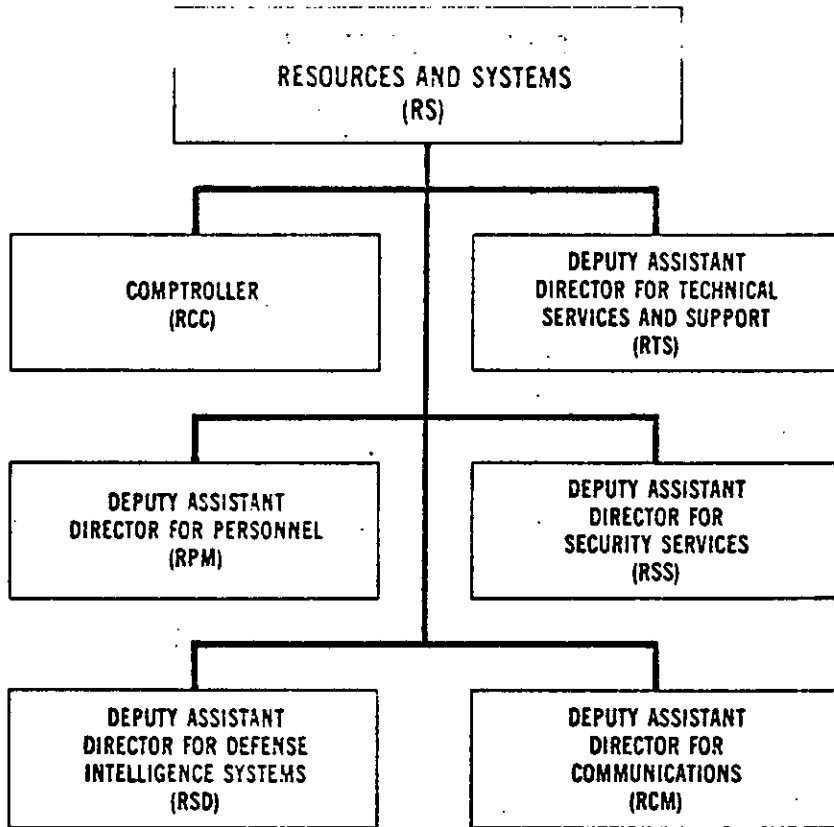 RESOURCES AND SYSTEMS
(RS)
COMPTROLLER
(RCC)
DEPUTY ASSISTANT
DIRECTOR FOR TECHNICAL
SERVICES AND SUPPORT
(RTS)
DEPUTY ASSISTANT
DIRECTOR FOR PERSONNEL
(RPM)
DEPUTY ASSISTANT
DIRECTOR FOR
SECURITY SERVICES
(RSS)
DEPUTY ASSISTANT
DIRECTOR FOR DEFENSE
INTELLIGENCE SYSTEMS
(RSD)
DEPUTY ASSISTANT
DIRECTOR FOR
COMMUNICATIONS
(RCM)